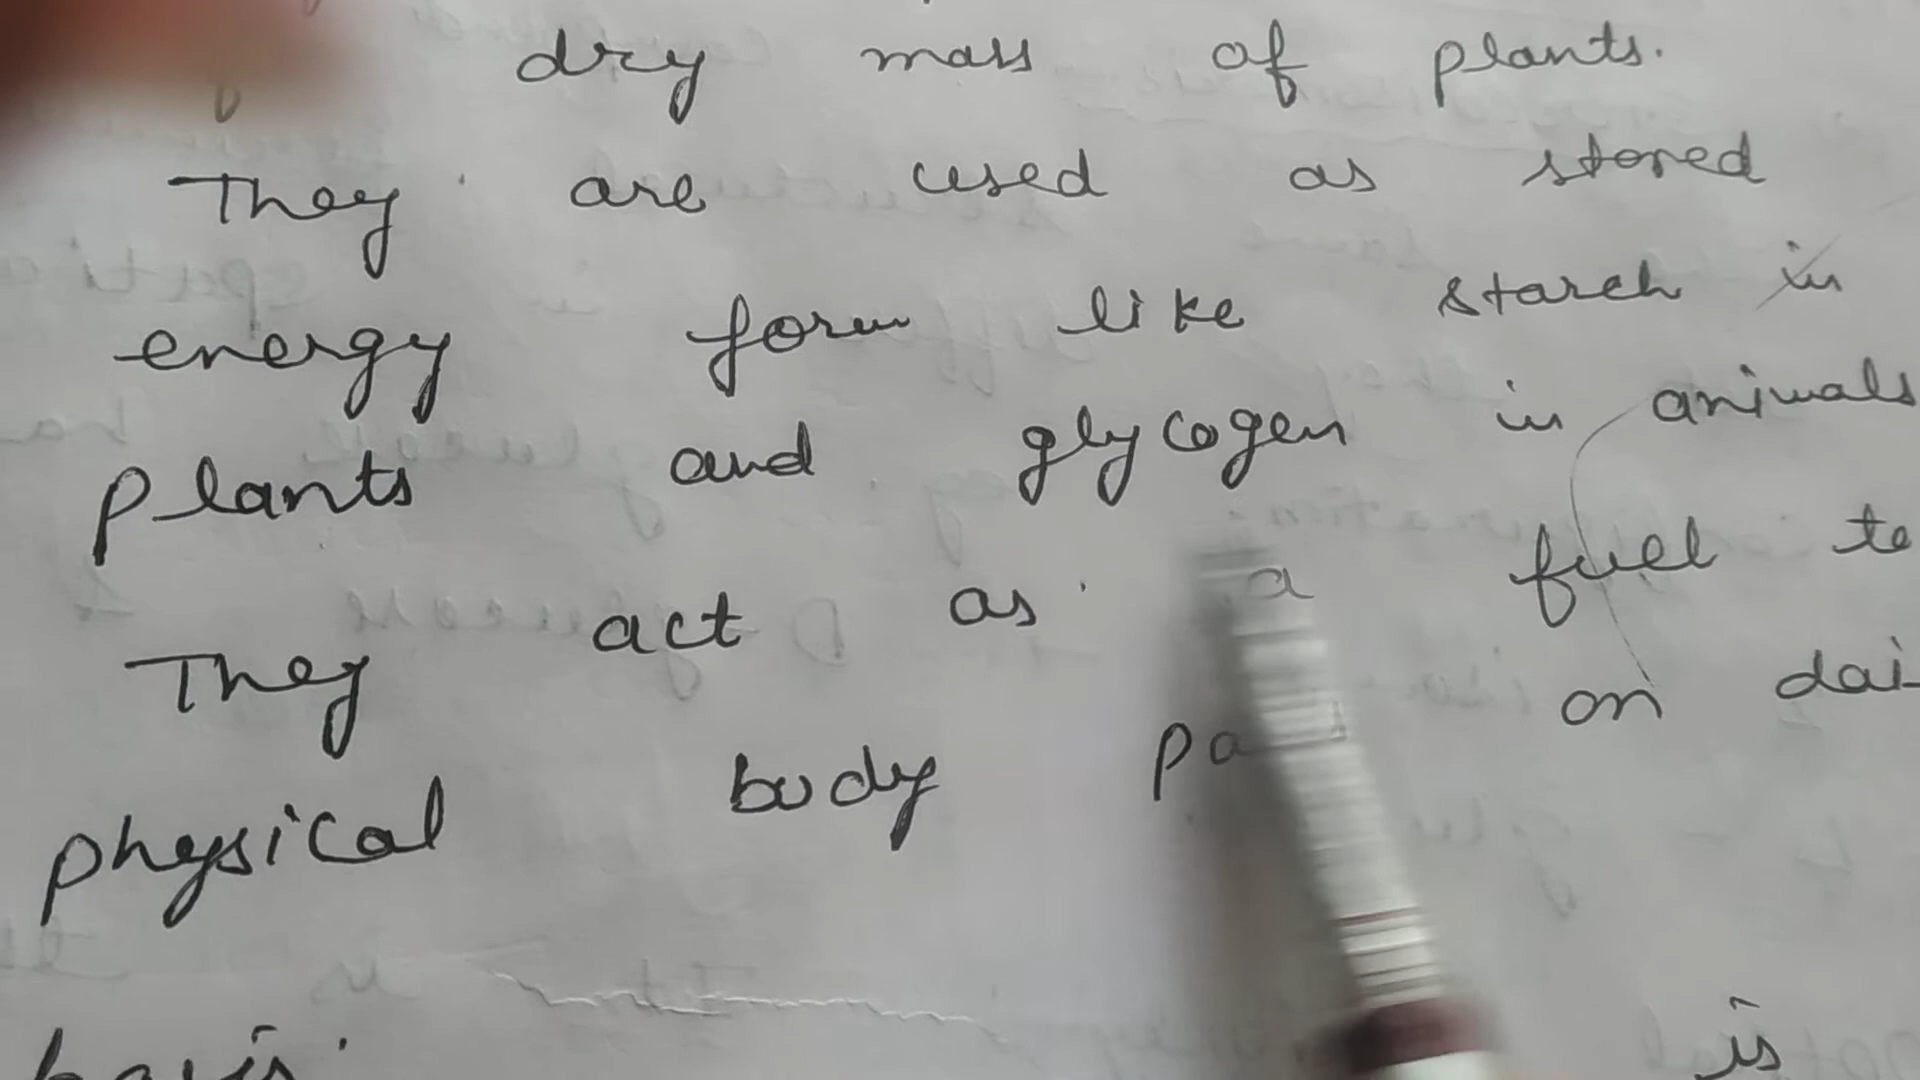 dry mass of plants.
They are used as stored
energy form like starch in
plants and glycogen in animals
They act as a fuel to
physical body on dai-
basis. is